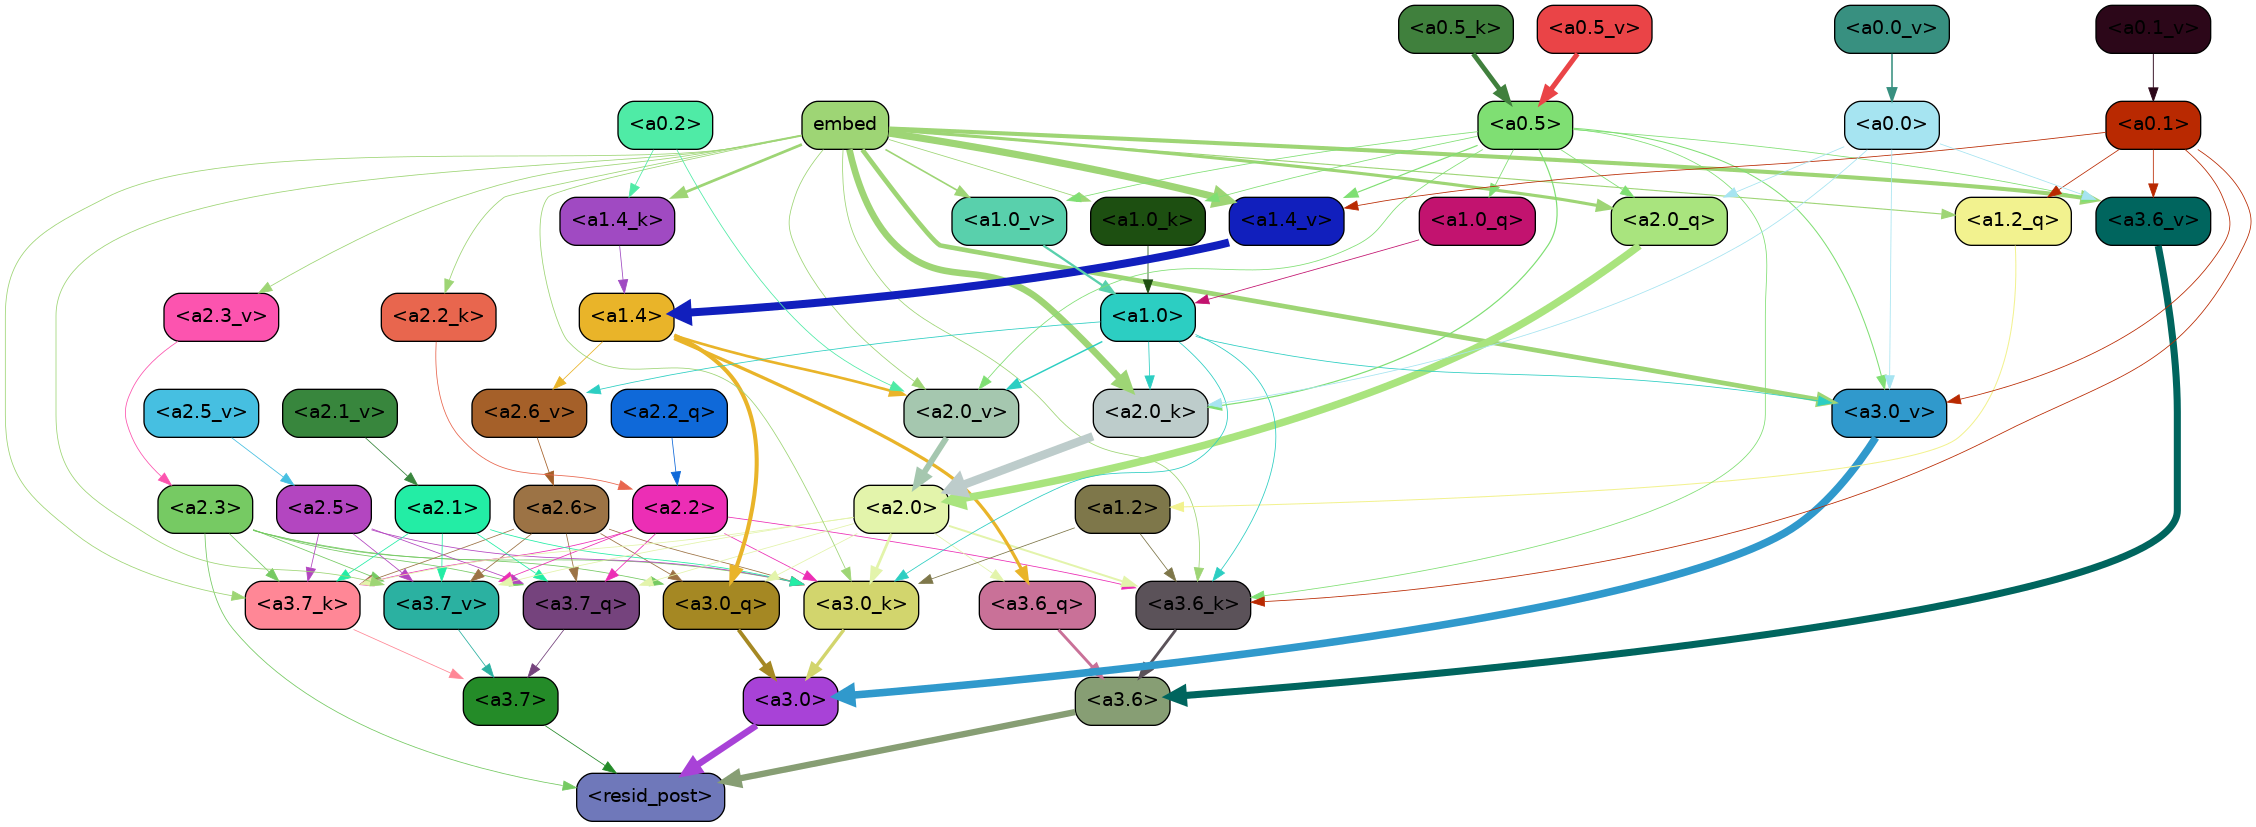 <a0.5_k> <a0.5_v> <a0.0_v> <a0.1_v>
<a0.2> embed <a0.5> <a0.0> <a0.1>
<a1.4_k> <a1.0_v> <a1.0_k> <a1.4_v> <a1.0_q> <a2.0_q> <a1.2_q> <a3.6_v>
<a2.3_v> <a2.2_k> <a1.4> <a1.0>
<a2.5_v> <a2.1_v> <a2.6_v> <a2.2_q> <a2.0_v> <a2.0_k> <a3.0_v>
<a2.3> <a2.5> <a2.1> <a2.6> <a2.2> <a2.0> <a1.2>
<a3.7_k> <a3.7_v> <a3.7_q> <a3.0_q> <a3.0_k> <a3.6_q> <a3.6_k>
<a3.7> <a3.0> <a3.6>
<resid_post>